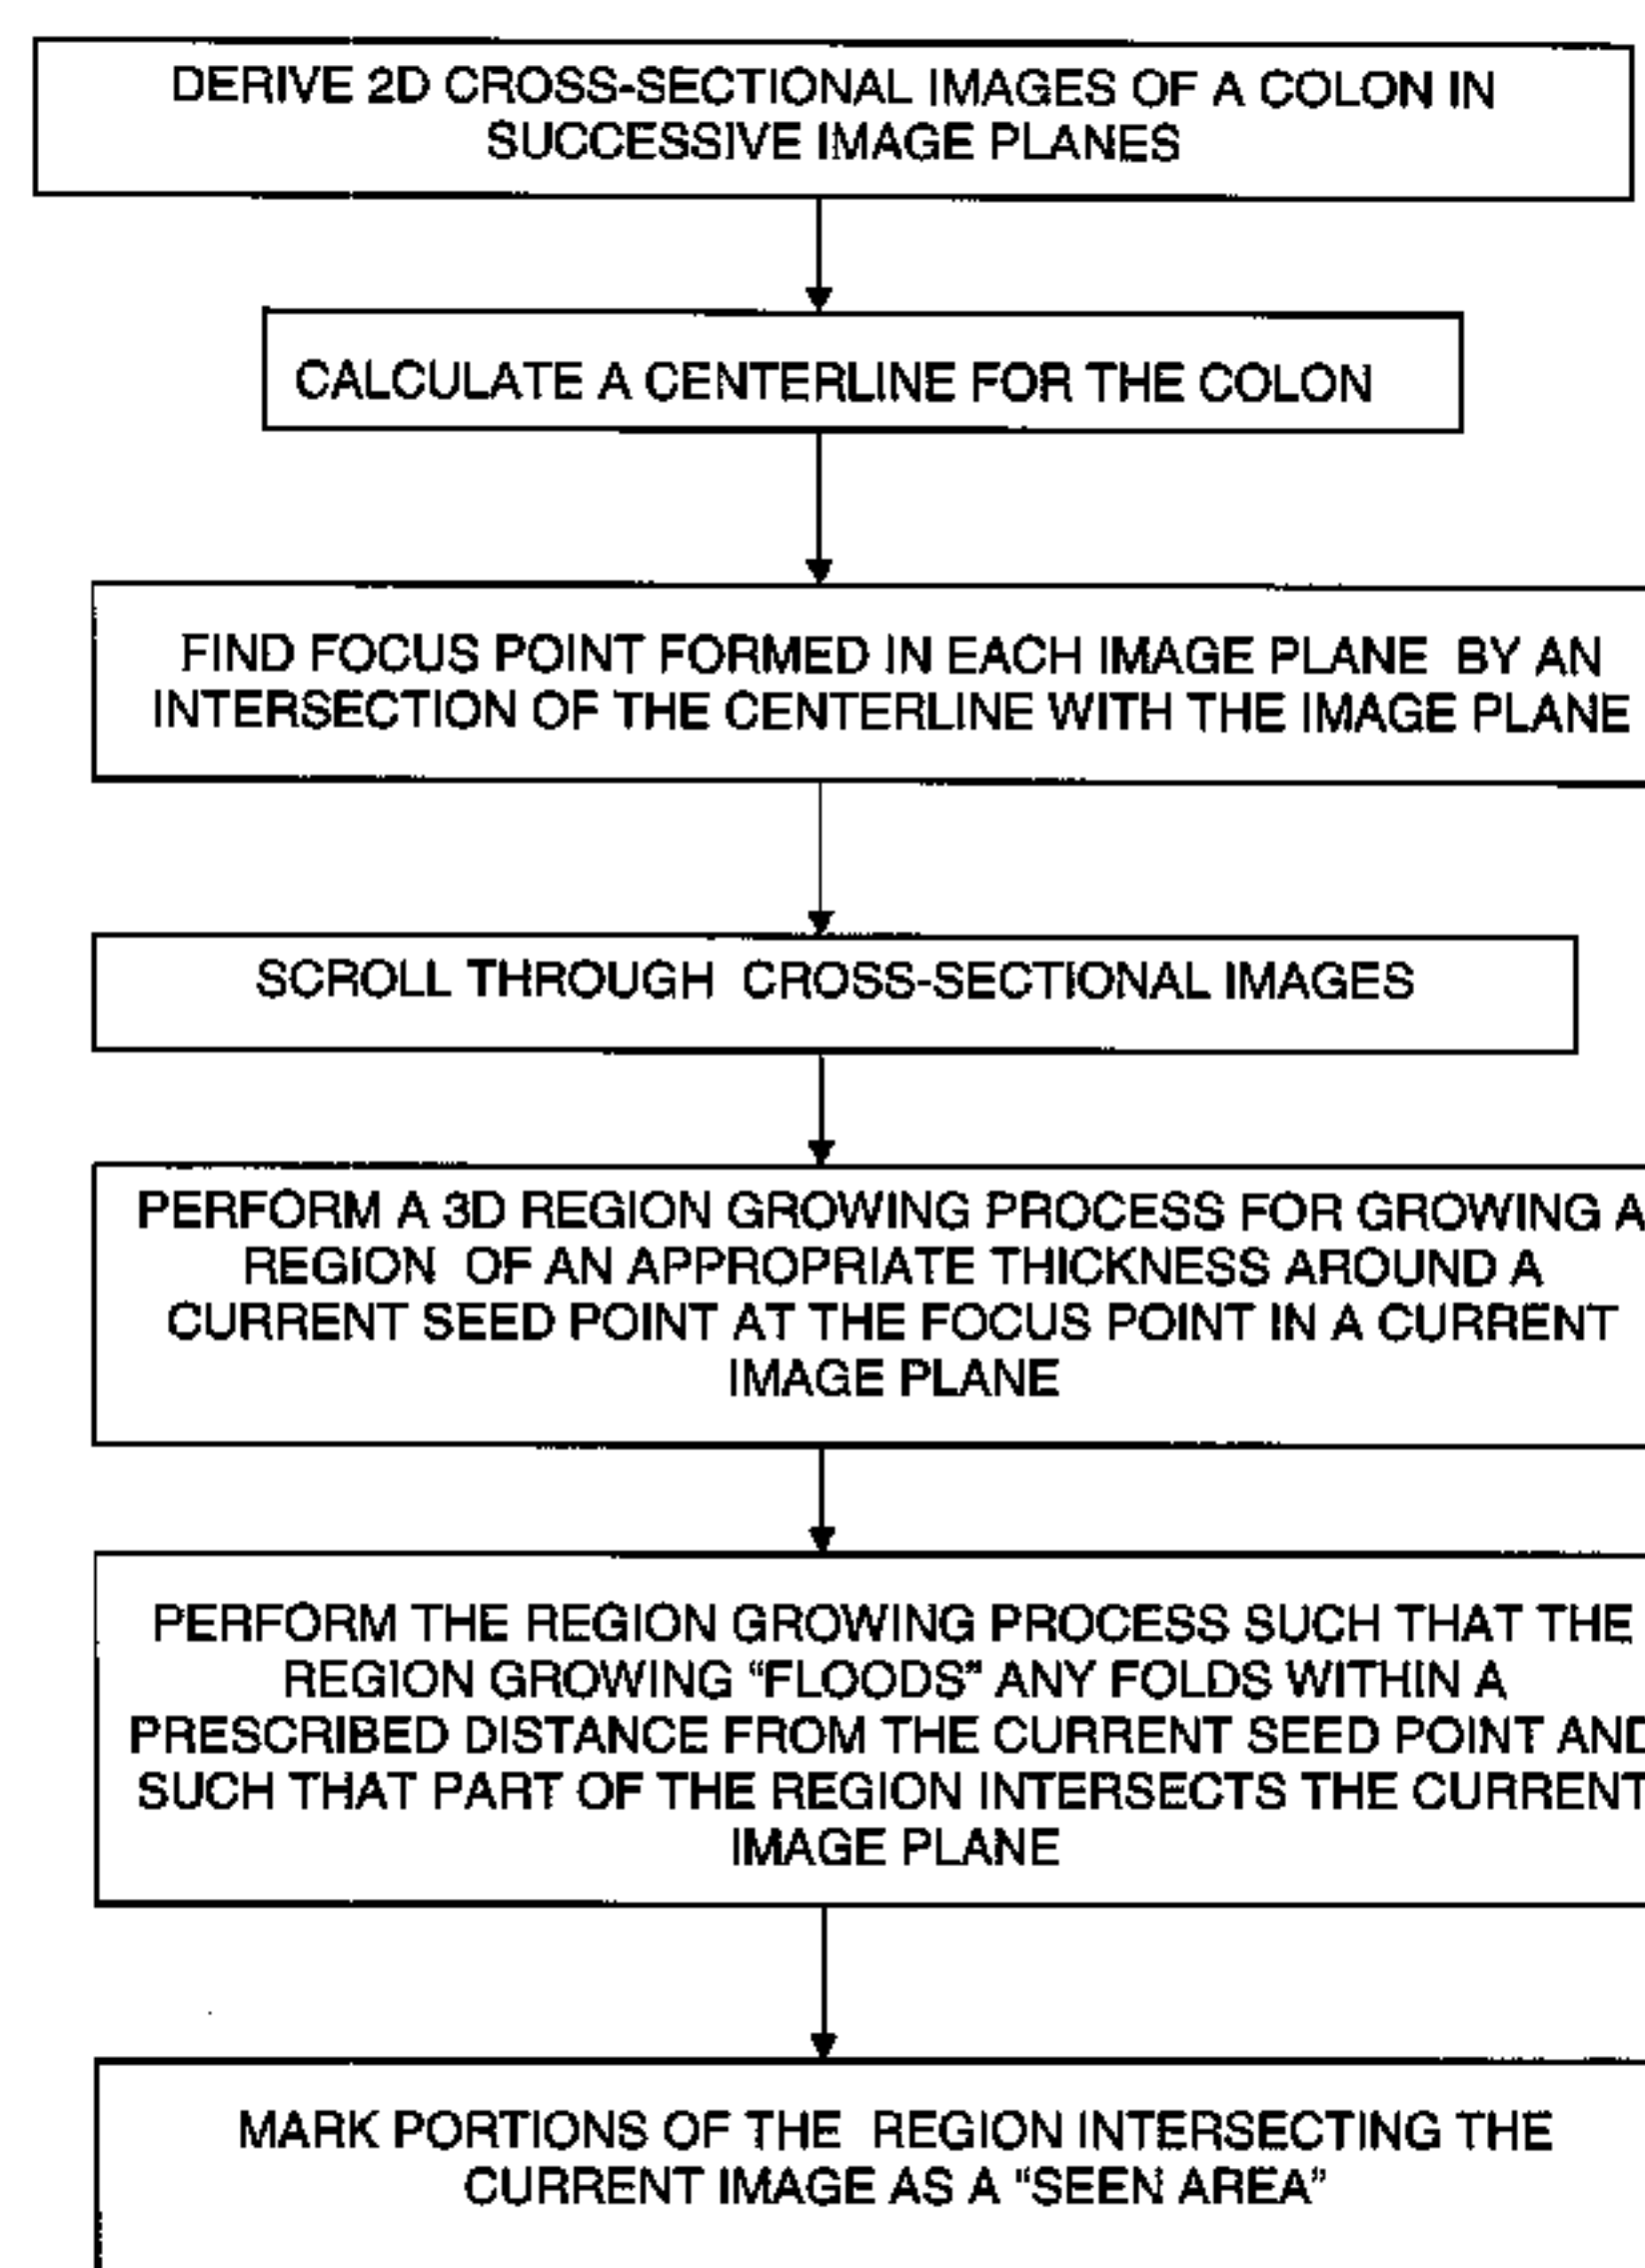 DERIVE 2D CROSS-SECTIONAL IMAGES OF A COLON IN
SUCCESSIVE IMAGE PLANES
CALCULATE A CENTERLINE FOR THE COLON
FIND FOCUS POINT FORMED IN EACH IMAGE PLANE BY AN
INTERSECTION OF THE CENTERLINE WITH THE IMAGE PLANE
SCROLL THROUGH CROSS-SECTIONAL IMAGES
PERFORM A 3D REGION GROWING PROCESS FOR GROWING A
REGION OF AN APPROPRIATE THICKNESS AROUND A
CURRENT SEED POINT AT THE FOCUS POINT IN A CURRENT
IMAGE PLANE
PERFORM THE REGION GROWING PROCESS SUCH THAT THE
REGION GROWING “FLOODS” ANY FOLDS WITHIN A
PRESCRIBED DISTANCE FROM THE CURRENT SEED POINT AND
SUCH THAT PART OF THE REGION INTERSECTS THE CURRENT
IMAGE PLANE
MARK PORTIONS OF THE REGION INTERSECTING THE
CURRENT IMAGE AS A “SEEN AREA”